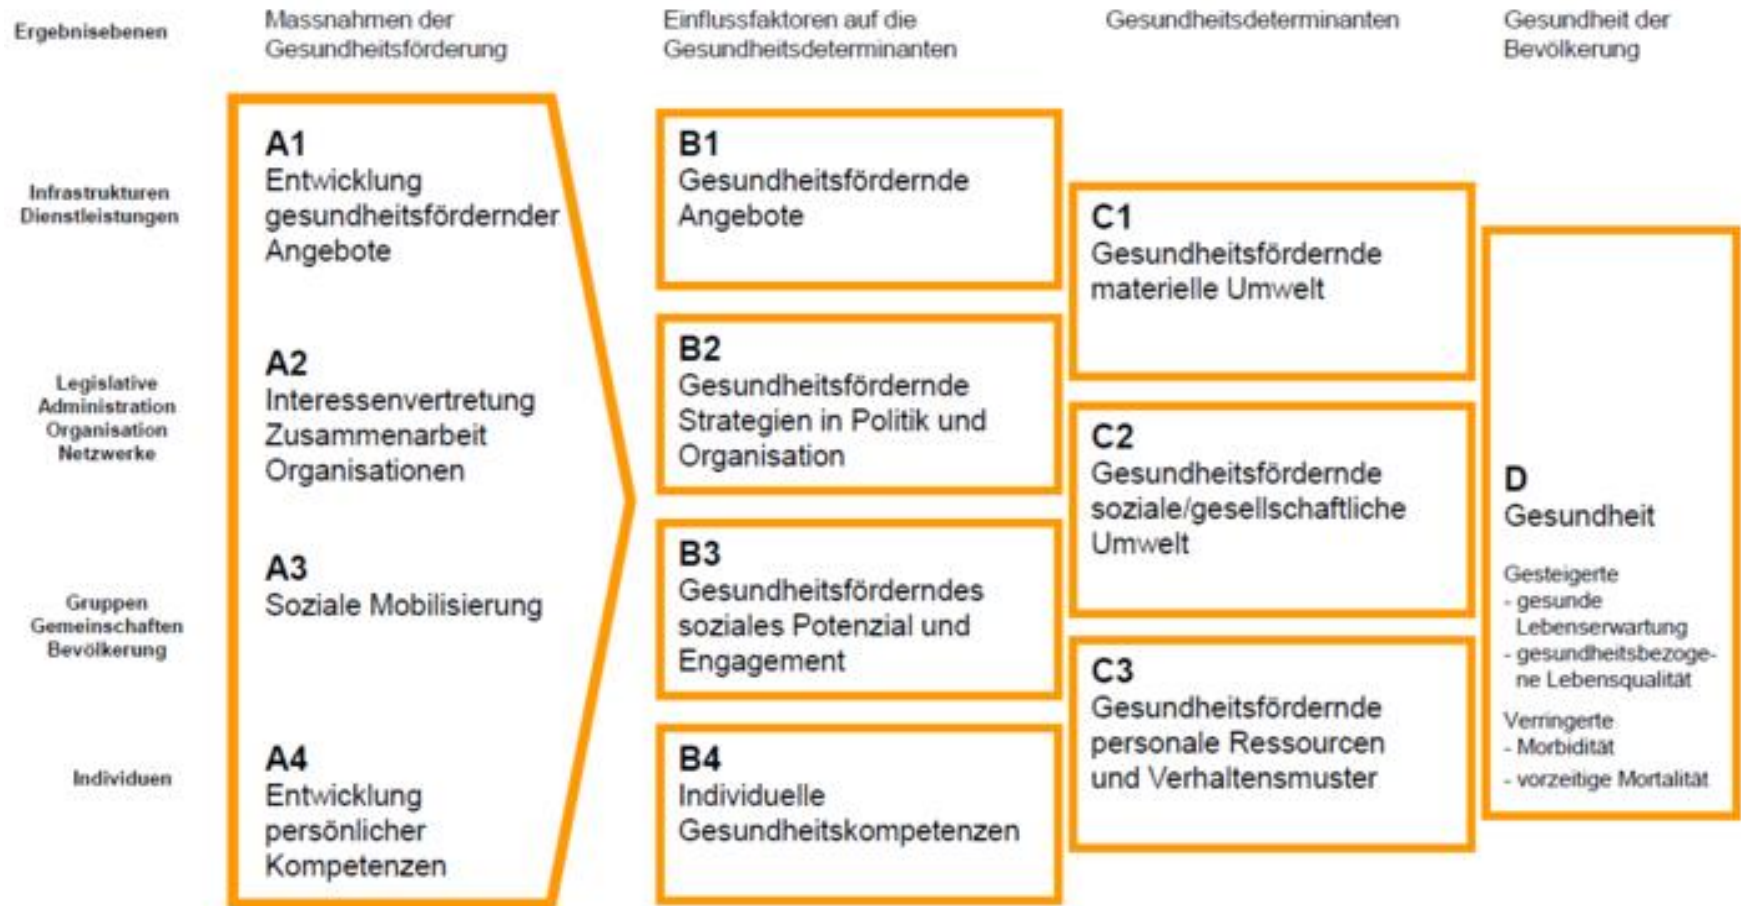 Ergebnisebenen
Massnahmen der
Gesundheitsförderung
Einflussfaktoren auf die
Gesundheitsdeterminanten
Gesundheitsdeterminanten
Gesundheit der
Bevölkerung
Infrastrukturen
Dienstleistungen
Legislative
Administration
Organisation
Netzwerke
Gruppen
Gemeinschaften
Bevölkerung
Individuen
A1
Entwicklung
gesundheitsfördernder
Angebote
A2
Interessenvertretung
Zusammenarbeit
Organisationen
A3
Soziale Mobilisierung
A4
Entwicklung
persönlicher
Kompetenzen
B1
Gesundheitsfördernde
Angebote
B2
Gesundheitsfördernde
Strategien in Politik und
Organisation
B3
Gesundheitsförderndes
soziales Potenzial und
Engagement
B4
Individuelle
Gesundheitskompetenzen
C1
Gesundheitsfördernde
materielle Umwelt
C2
Gesundheitsfördernde
soziale/gesellschaftliche
Umwelt
C3
Gesundheitsfördernde
personale Ressourcen
und Verhaltensmuster
D
Gesundheit
Gesteigerte
- gesunde
Lebenserwartung
- gesundheitsbezoge-
ne Lebensqualität
Verringerte
- Morbidität
- vorzeitige Mortalität